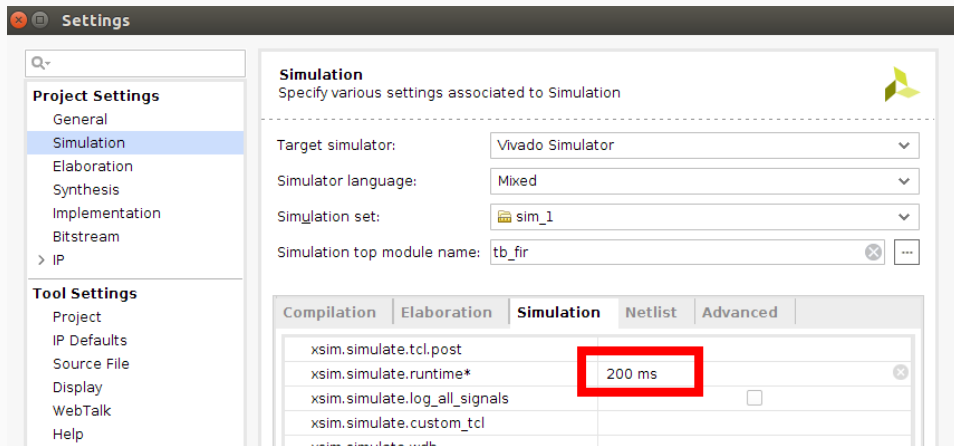 Settings
Project Settings
General
Simulation
Elaboration
Synthesis
Implementation
Bitstream
IP
Tool Settings
Project
IP Defaults
Source File
Display
WebTalk
Help
Simulation
Specify various settings associated to Simulation
Target simulator: Vivado Simulator
Simulator language: Mixed
Simulation set: sim_1
Simulation top module name: tb_fir ...
Compilation Elaboration Simulation Netlist Advanced
xsim.simulate.tcl.post
xsim.simulate.runtime* 200 ms
xsim.simulate.log_all_signals
xsim.simulate.custom_tcl
xsim.simulate.wdb